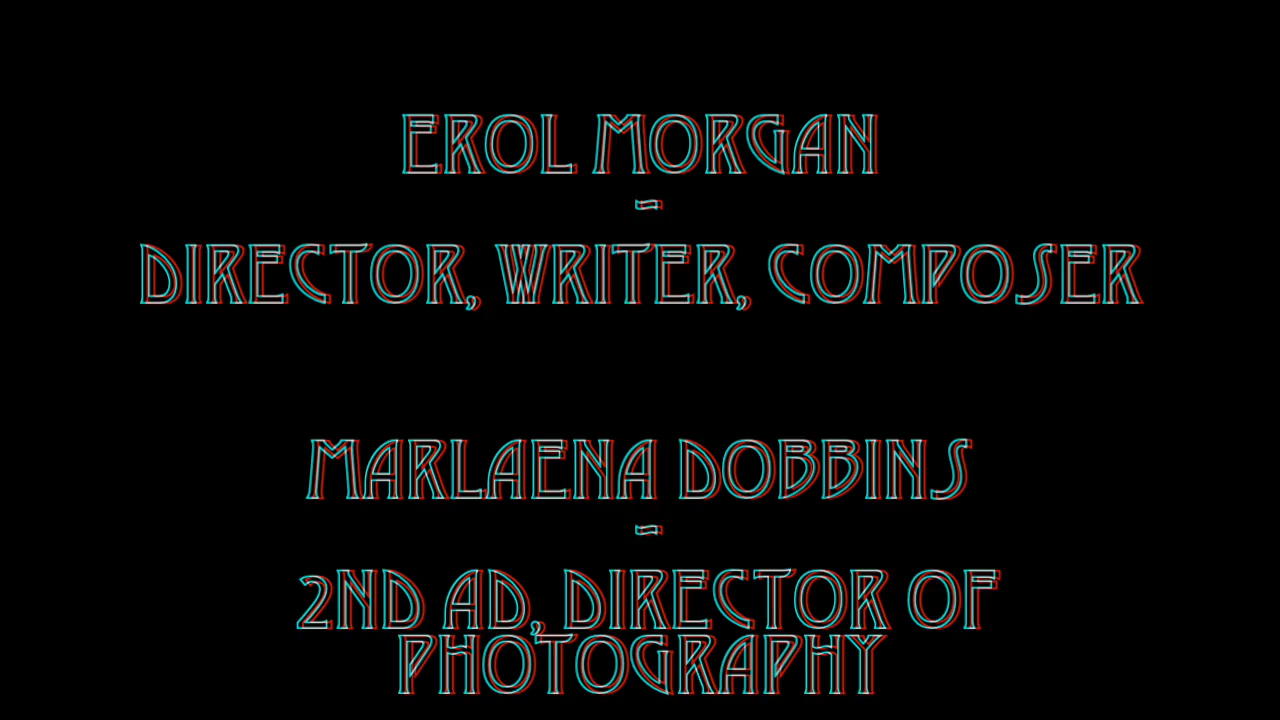 EROL MORGAN
-
DIRECTOR, WRITER, COMPOSER
MARLAENA DOBBINS
-
2ND AD, DIRECTOR OF
PHOTOGRAPHY